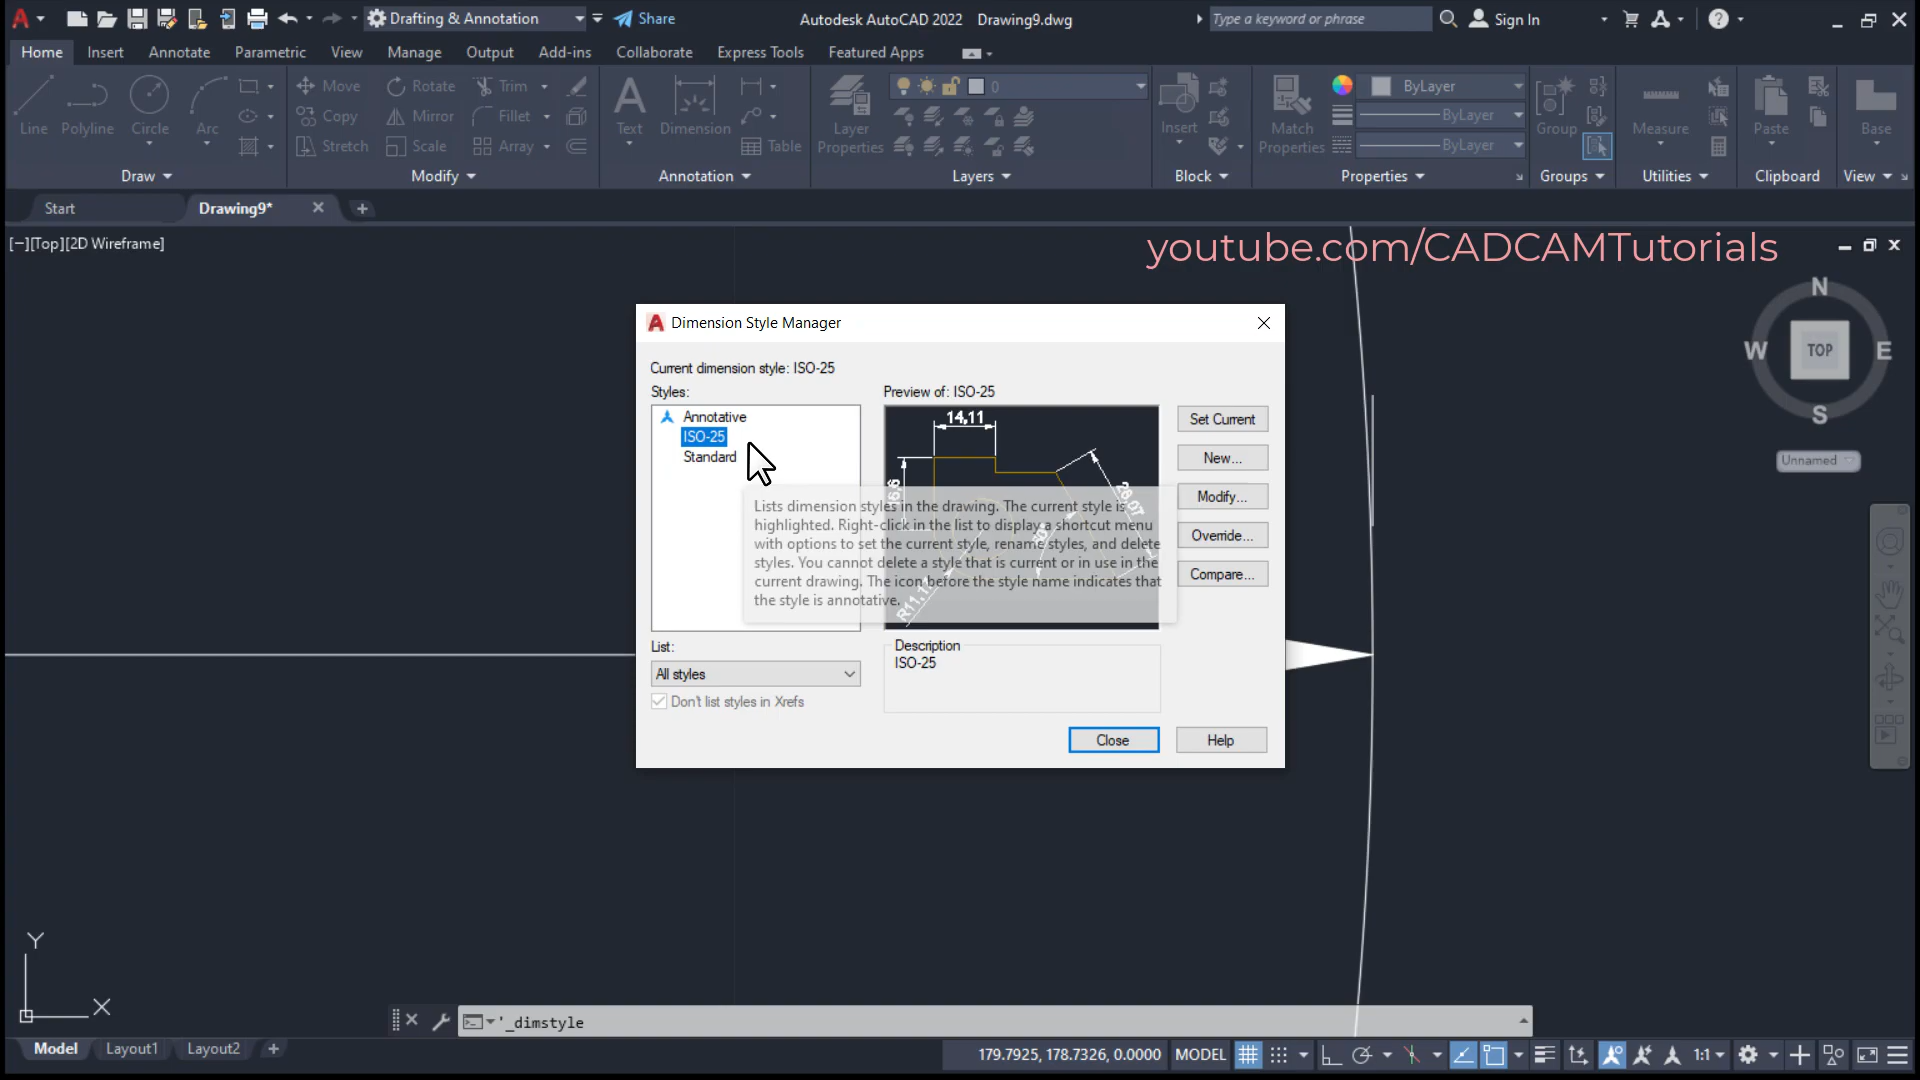 Drafting & Annotation
Share
Autodesk AutoCAD 2022 Drawing9.dwg
Type a keyword or phrase
Sign In
Home Insert Annotate Parametric View Manage Output Add-ins Collaborate Express Tools Featured Apps
Line Polyline Circle Arc
Move Rotate Trim
Copy Mirror Fillet
Stretch Scale Array
Text Dimension
Table
Layer
Properties
0
Insert
Match
Properties
ByLayer
ByLayer
ByLayer
Group
Measure
Paste
Base
Draw Modify Annotation Layers Block Properties Groups Utilities Clipboard View
Start Drawing9*
[−][Top][2D Wireframe]
youtube.com/CADCAMTutorials
N
W TOP E
S
Unnamed
Dimension Style Manager
Current dimension style: ISO-25
Styles:
Annotative
ISO-25
Standard
Preview of: ISO-25
14,11
28,07
R11,17
Set Current
New...
Modify...
Override...
Compare...
Lists dimension styles in the drawing. The current style is
highlighted. Right-click in the list to display a shortcut menu
with options to set the current style, rename styles, and delete
styles. You cannot delete a style that is current or in use in the
current drawing. The icon before the style name indicates that
the style is annotative.
List:
All styles
Don't list styles in Xrefs
Description
ISO-25
Close Help
Y
X
'_dimstyle
Model Layout1 Layout2
179.7925, 178.7326, 0.0000 MODEL
1:1